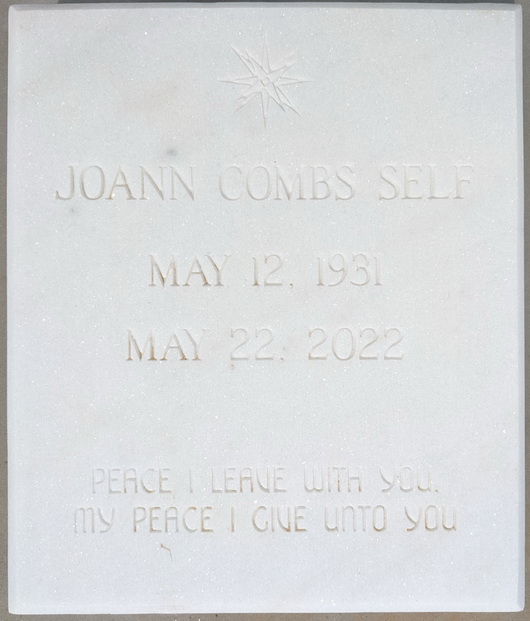 JOANN COMBS SELF
MAY 12, 1931
MAY 22, 2022
PEACE I LEAVE WITH YOU,
MY PEACE I GIVE UNTO YOU